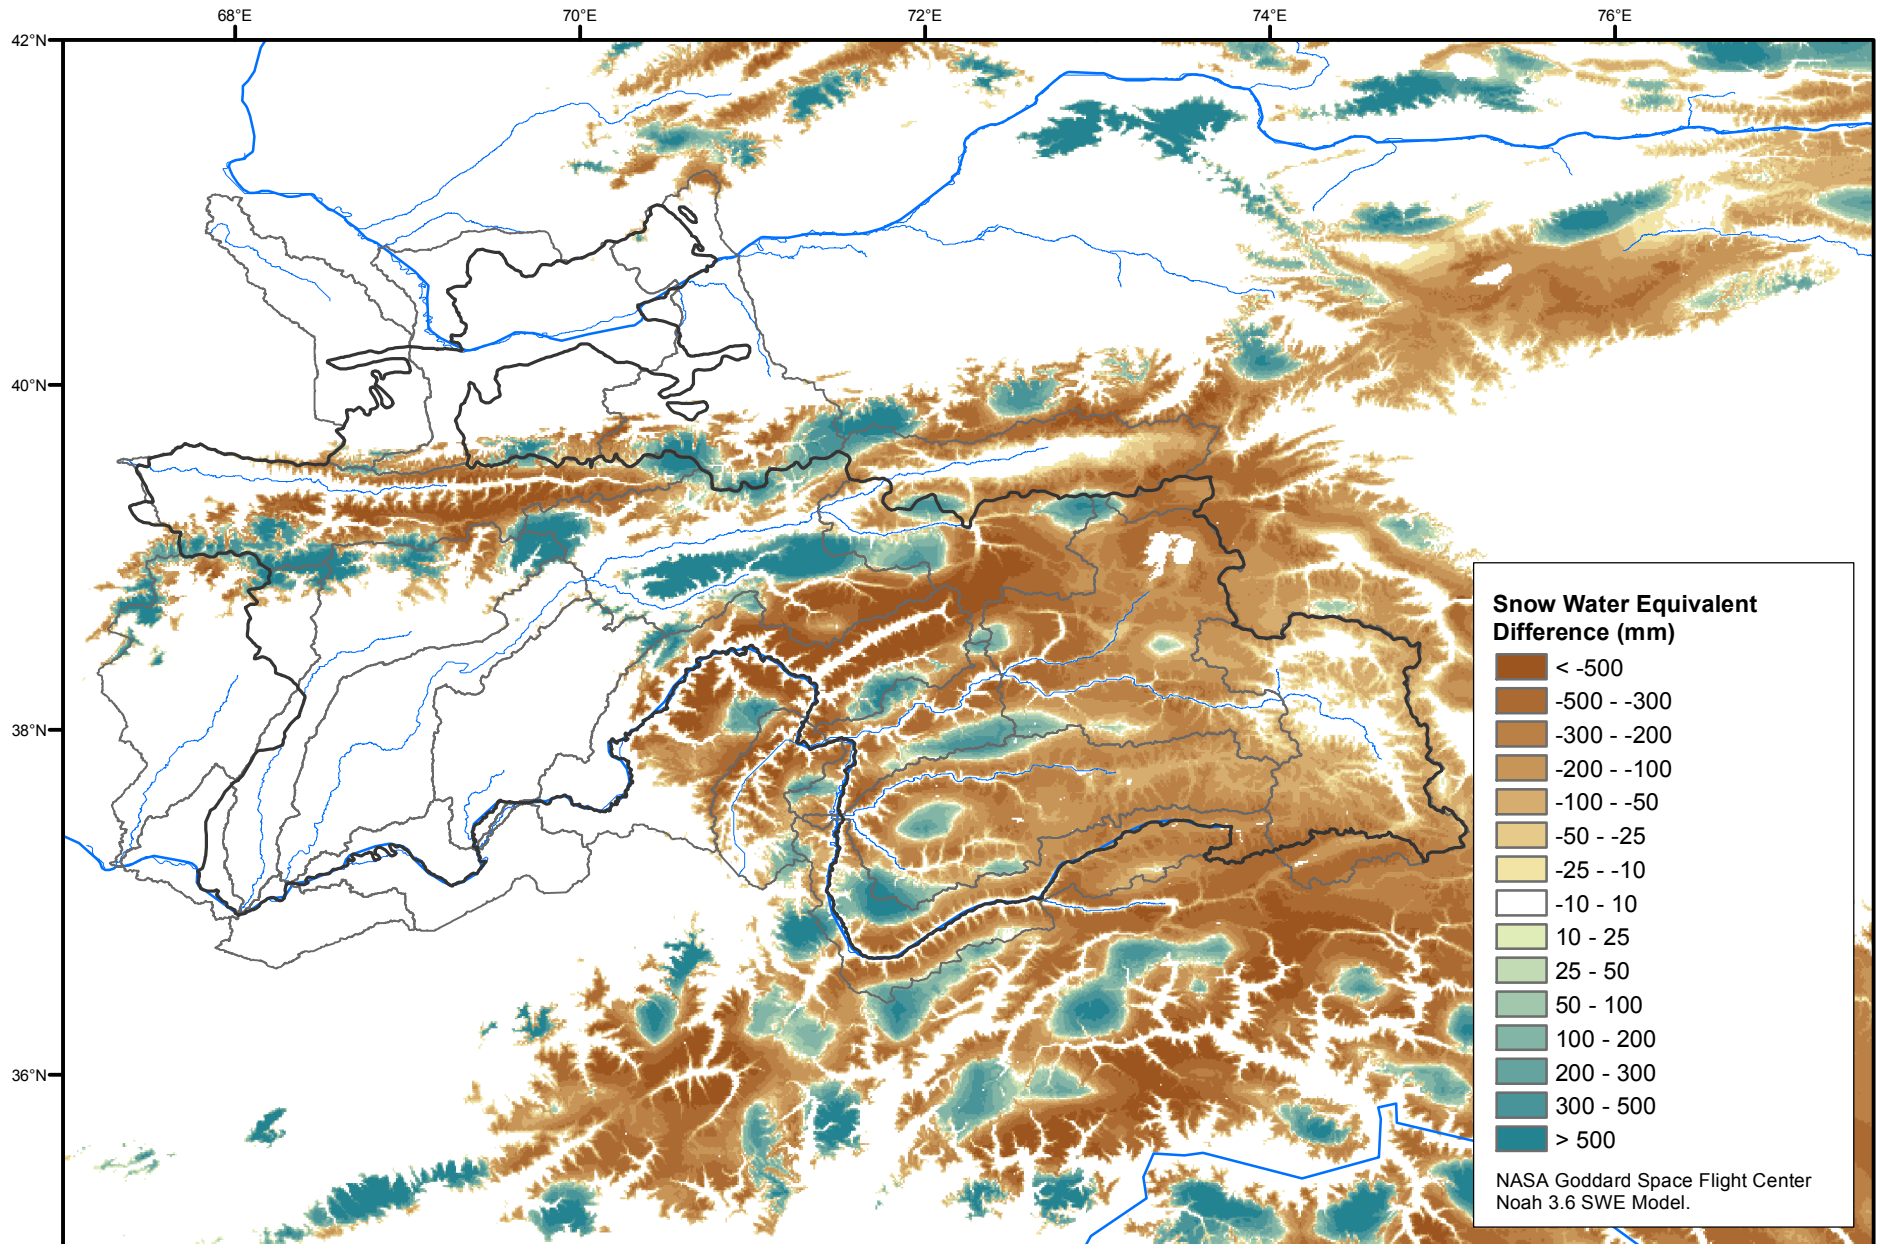 68°E 70°E 72°E 74°E 76°E
42°N
40°N
38°N
36°N
Snow Water Equivalent
Difference (mm)
< -500
-500 - -300
-300 - -200
-200 - -100
-100 - -50
-50 - -25
-25 - -10
-10 - 10
10 - 25
25 - 50
50 - 100
100 - 200
200 - 300
300 - 500
> 500
NASA Goddard Space Flight Center
Noah 3.6 SWE Model.